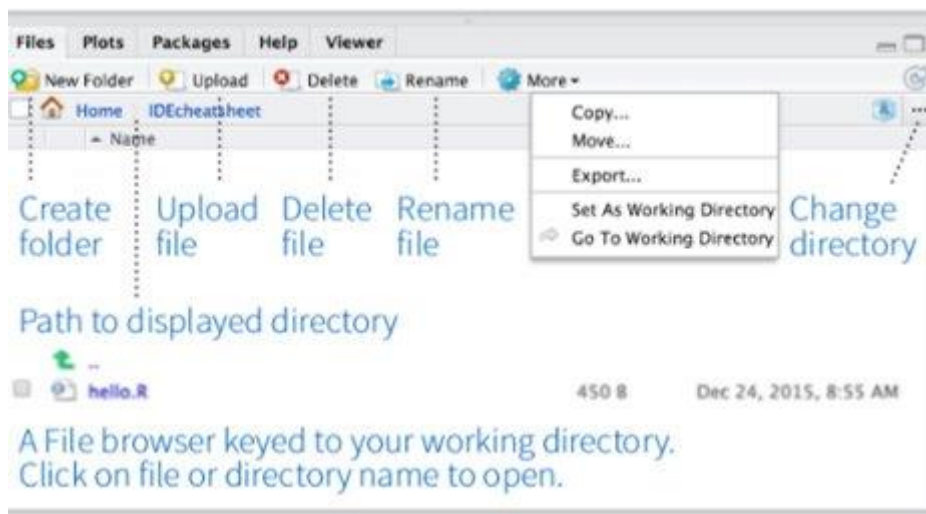 Files Plots Packages Help Viewer
New Folder Upload Delete Rename More
Home IDEcheatsheet
Name
Copy...
Move...
Export...
Set As Working Directory
Go To Working Directory
Create folder
Upload file
Delete file
Rename file
Change directory
Path to displayed directory
..
hello.R 450 B Dec 24, 2015, 8:55 AM
A File browser keyed to your working directory.
Click on file or directory name to open.